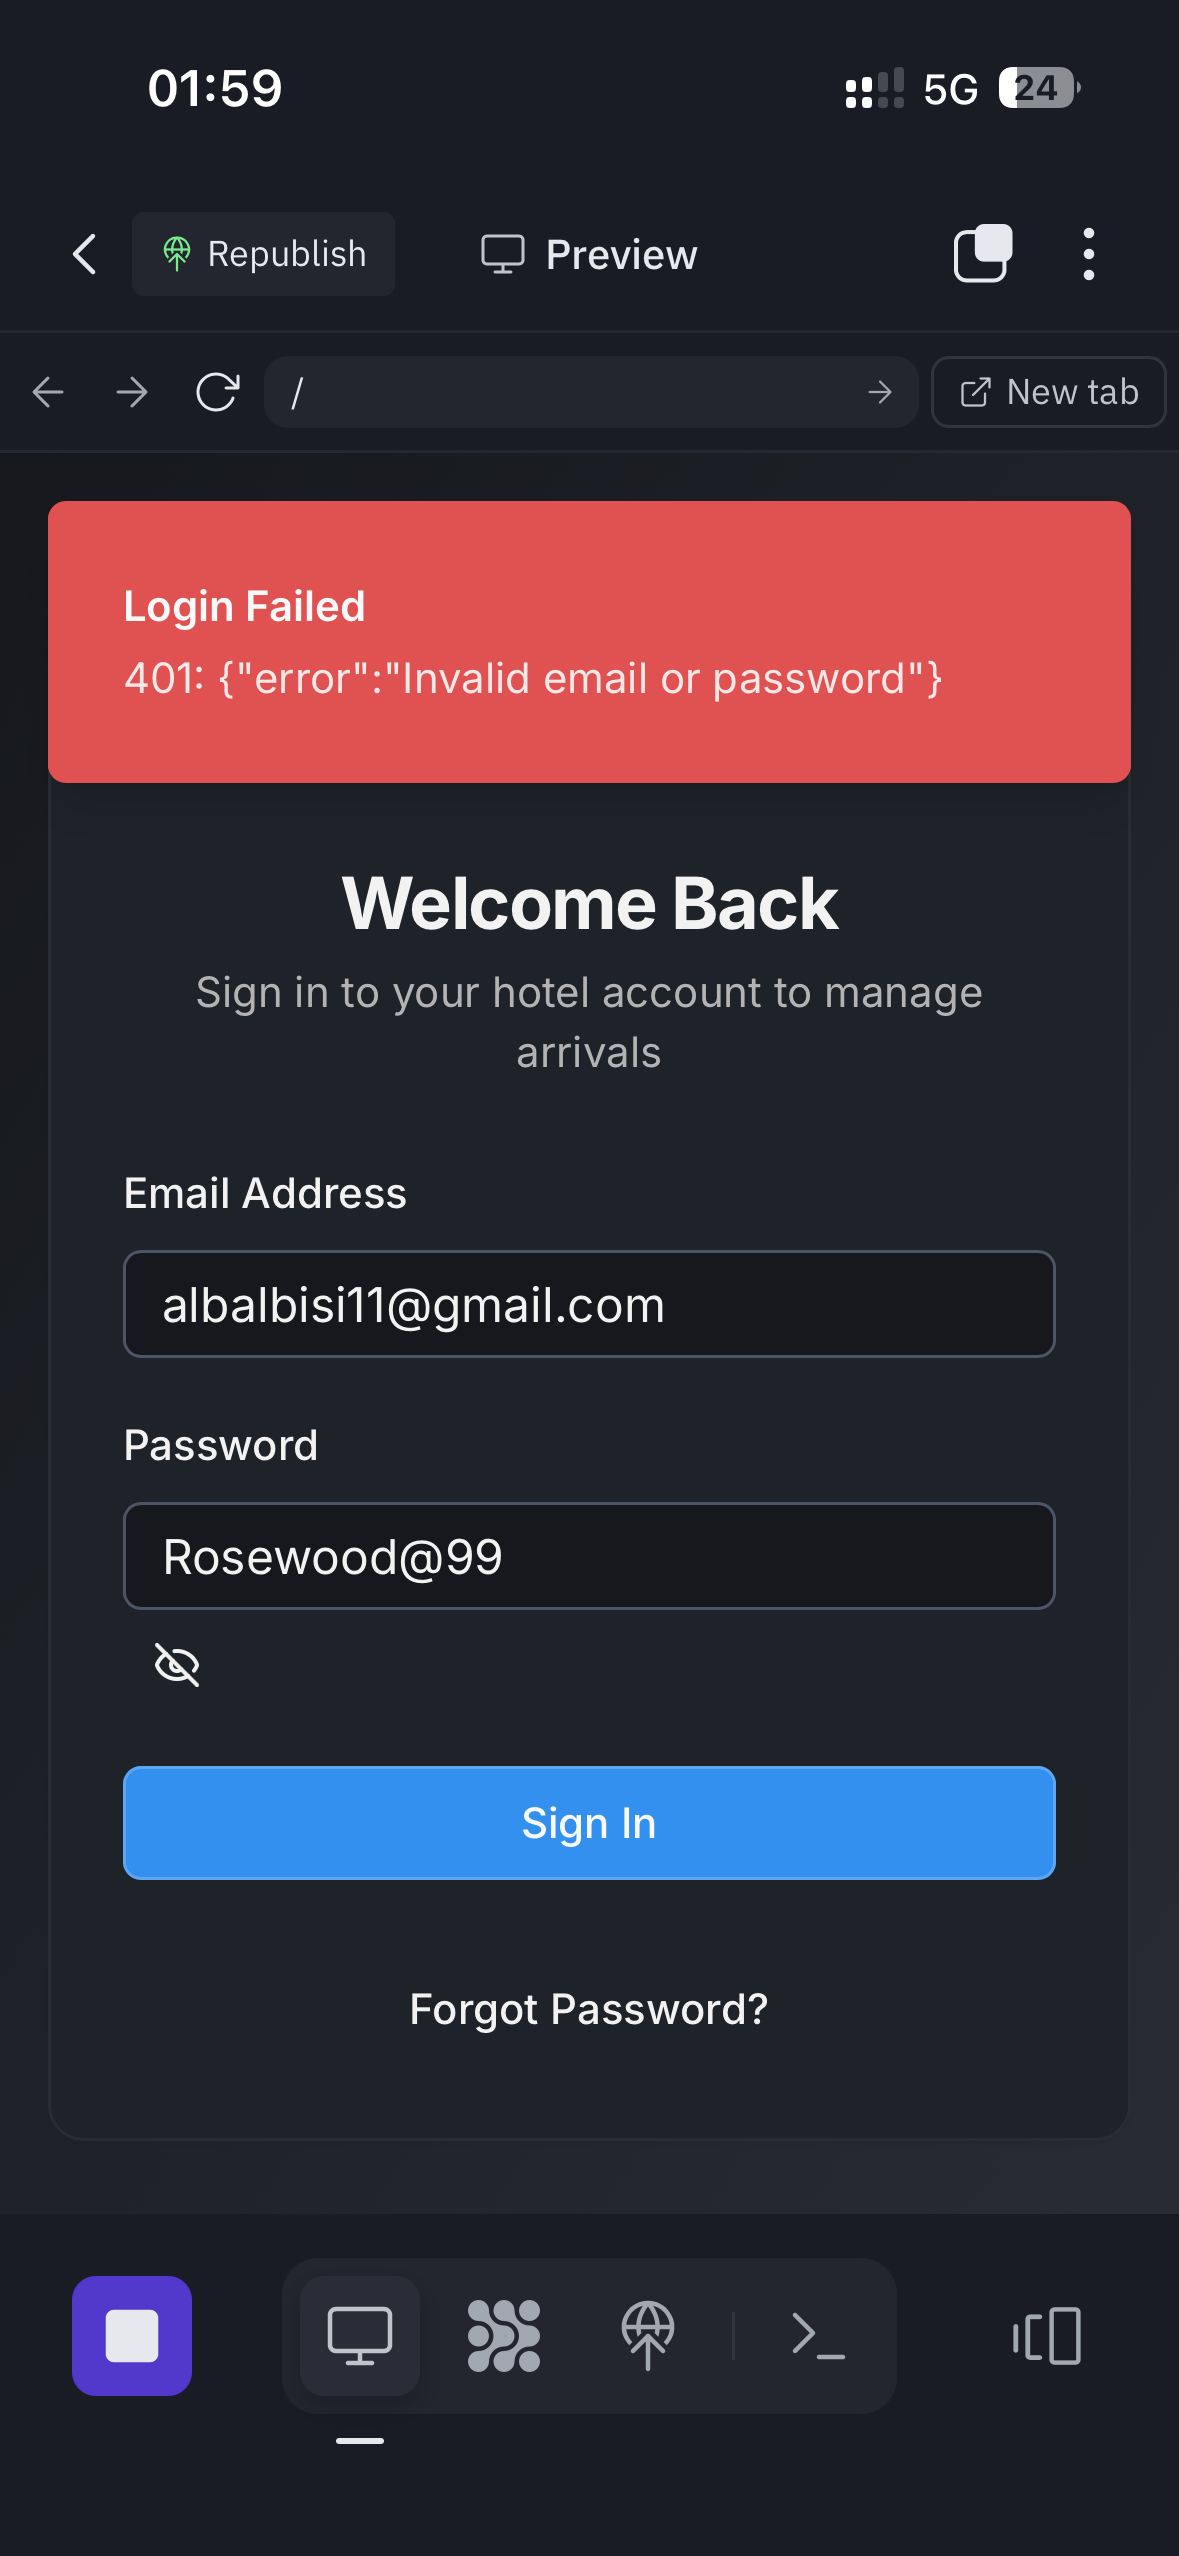 01:59
5G
24
Republish
Preview
/
New tab
Login Failed
401: {"error":"Invalid email or password"}
Welcome Back
Sign in to your hotel account to manage
arrivals
Email Address
albalbisi11@gmail.com
Password
Rosewood@99
Sign In
Forgot Password?